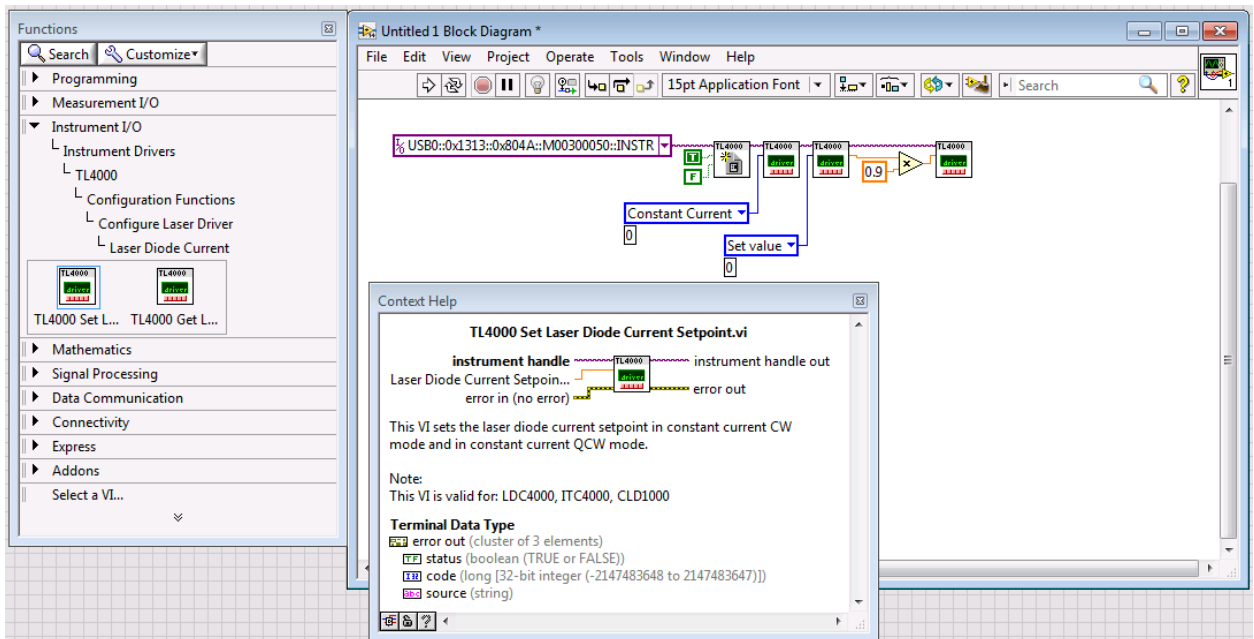 Functions
Search Customize
Programming
Measurement I/O
Instrument I/O
Instrument Drivers
TL4000
Configuration Functions
Configure Laser Driver
Laser Diode Current
TL4000 TL4000
driver driver
TL4000 Set L... TL4000 Get L...
Mathematics
Signal Processing
Data Communication
Connectivity
Express
Addons
Select a VI...
Untitled 1 Block Diagram *
File Edit View Project Operate Tools Window Help
15pt Application Font Search
1
USB0::0x1313::0x804A::M00300050::INSTR
TL4000 TL4000 TL4000 TL4000
driver driver driver
T
F
0.9 x
Constant Current
0
Set value
0
Context Help
TL4000 Set Laser Diode Current Setpoint.vi
instrument handle TL4000 instrument handle out
Laser Diode Current Setpoin... driver
error in (no error) error out
This VI sets the laser diode current setpoint in constant current CW
mode and in constant current QCW mode.
Note:
This VI is valid for: LDC4000, ITC4000, CLD1000
Terminal Data Type
error out (cluster of 3 elements)
TF status (boolean (TRUE or FALSE))
code (long [32-bit integer (-2147483648 to 2147483647)])
abc source (string)